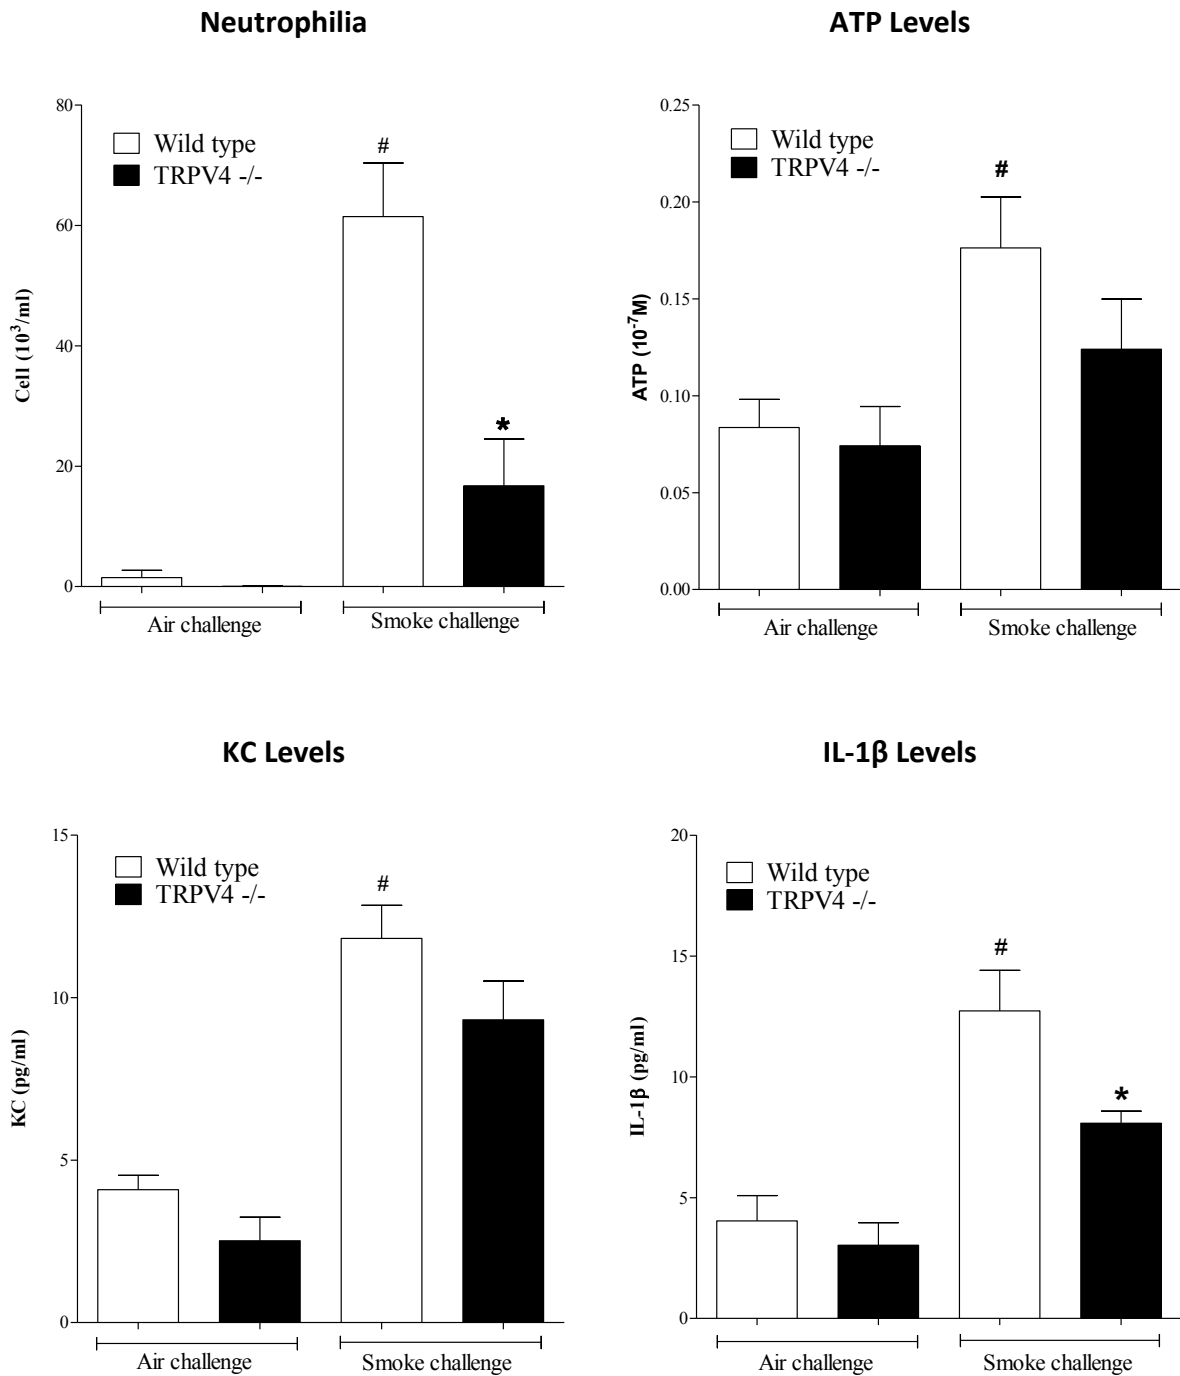 Neutrophilia
80
60
40
20
0
Cell (10³/ml)
Wild type
TRPV4 -/-
#
*
Air challenge
Smoke challenge
ATP Levels
0.25
0.20
0.15
0.10
0.05
0.00
ATP (10⁻⁷M)
Wild type
TRPV4 -/-
#
Air challenge
Smoke challenge
KC Levels
15
10
5
0
KC (pg/ml)
Wild type
TRPV4 -/-
#
Air challenge
Smoke challenge
IL-1β Levels
20
15
10
5
0
IL-1β (pg/ml)
Wild type
TRPV4 -/-
#
*
Air challenge
Smoke challenge